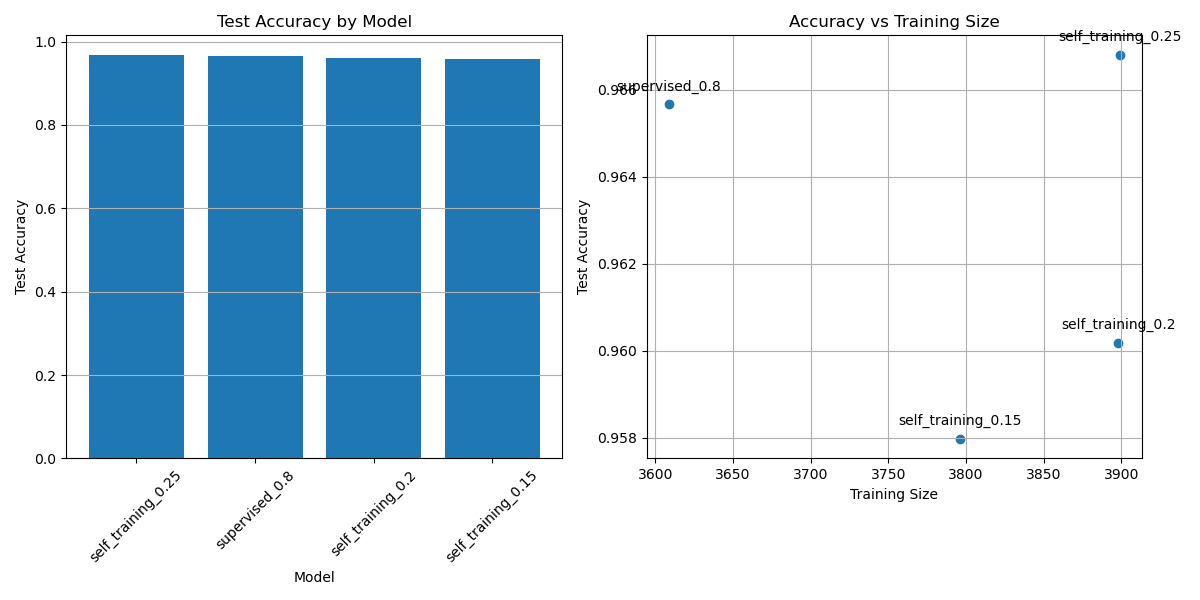 Test Accuracy by Model
Test Accuracy
1.0
0.8
0.6
0.4
0.2
0.0
self_training_0.25
supervised_0.8
self_training_0.2
self_training_0.15
Model
Accuracy vs Training Size
Test Accuracy
0.966
0.964
0.962
0.960
0.958
self_training_0.25
supervised_0.8
self_training_0.2
self_training_0.15
3600 3650 3700 3750 3800 3850 3900
Training Size